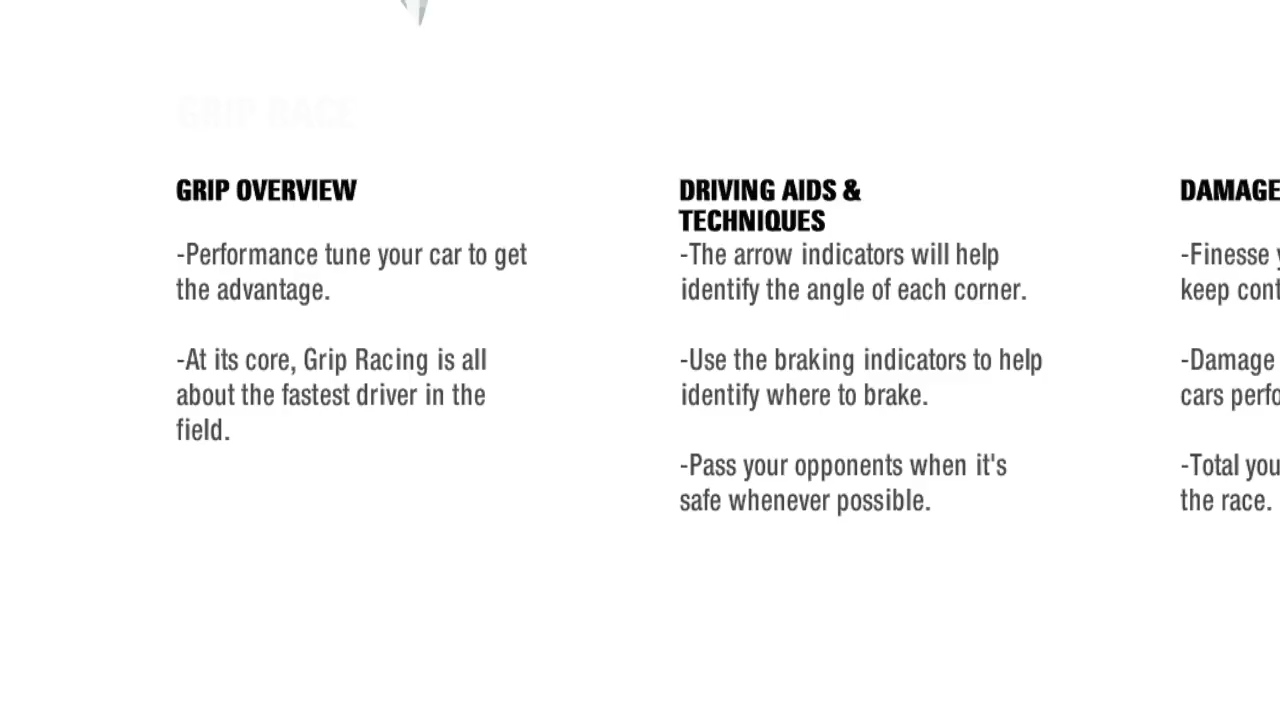 GRIP RACE
GRIP OVERVIEW
-Performance tune your car to get
the advantage.
-At its core, Grip Racing is all
about the fastest driver in the
field.
DRIVING AIDS &
TECHNIQUES
-The arrow indicators will help
identify the angle of each corner.
-Use the braking indicators to help
identify where to brake.
-Pass your opponents when it's
safe whenever possible.
DAMAGE
-Finesse
keep
-Damage
cars
-Total
the race.